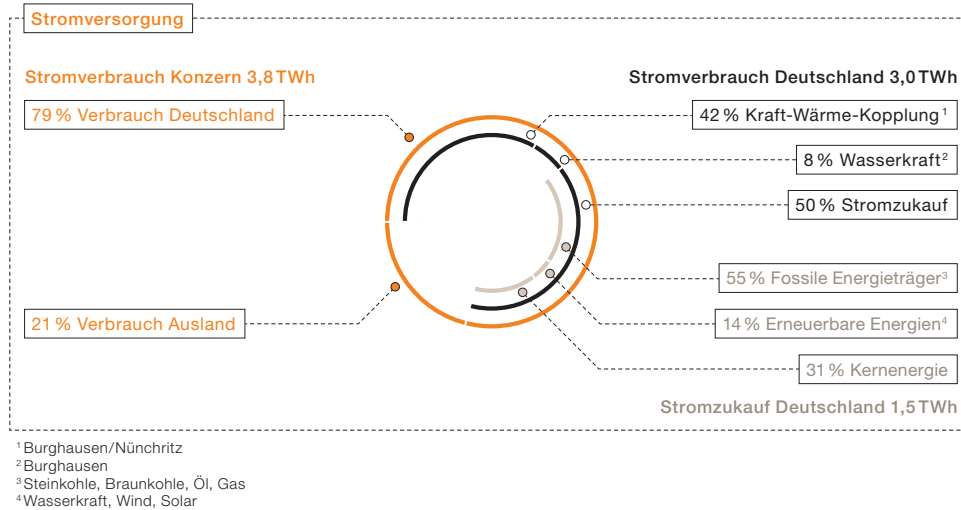 Stromversorgung
Stromverbrauch Konzern 3,8 TWh
79 % Verbrauch Deutschland
21 % Verbrauch Ausland
Stromverbrauch Deutschland 3,0 TWh
42 % Kraft-Wärme-Kopplung¹
8 % Wasserkraft²
50 % Stromzukauf
55 % Fossile Energieträger³
14 % Erneuerbare Energien⁴
31 % Kernenergie
Stromzukauf Deutschland 1,5 TWh
¹ Burghausen/Nünchritz
² Burghausen
³ Steinkohle, Braunkohle, Öl, Gas
⁴ Wasserkraft, Wind, Solar